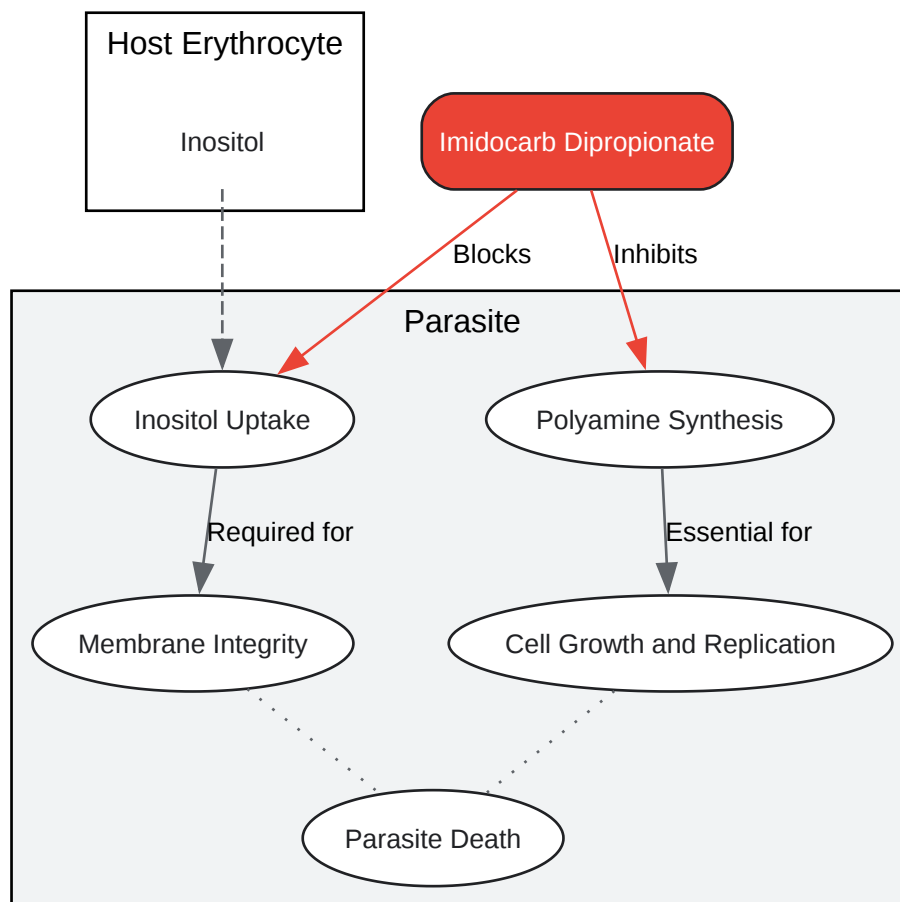 Host Erythrocyte
Inositol
Imidocarb Dipropionate
Blocks
Inhibits
Parasite
Inositol Uptake
Polyamine Synthesis
Required for
Essential for
Membrane Integrity
Cell Growth and Replication
Parasite Death